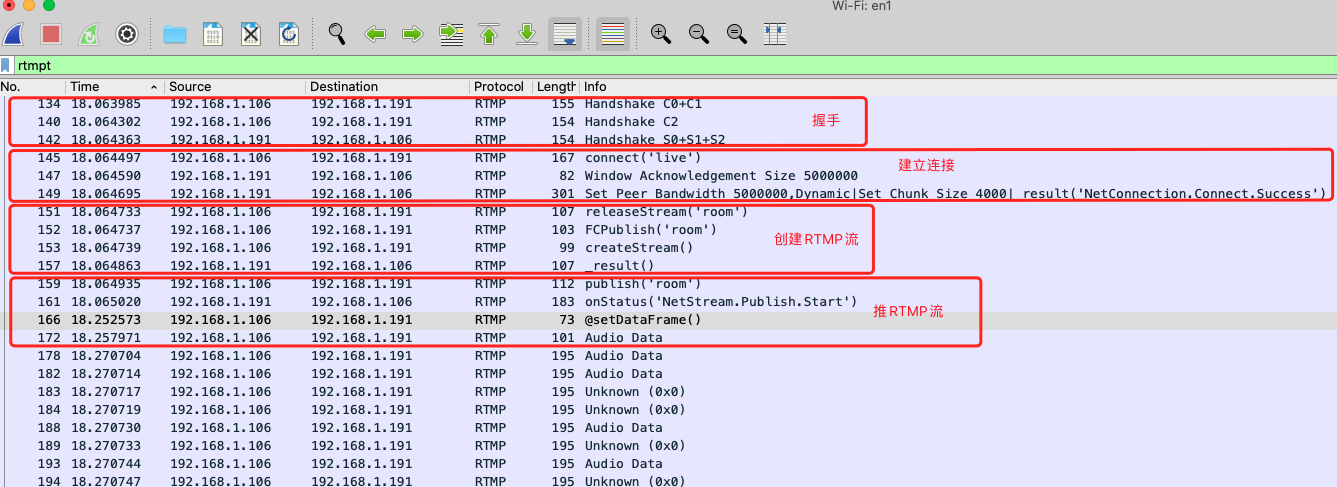 Wi-Fi: en1
rtmpt
No. Time Source Destination Protocol Length Info
134 18.063985 192.168.1.106 192.168.1.191 RTMP 155 Handshake C0+C1
140 18.064302 192.168.1.106 192.168.1.191 RTMP 154 Handshake C2
握手
142 18.064363 192.168.1.191 192.168.1.106 RTMP 154 Handshake S0+S1+S2
145 18.064497 192.168.1.106 192.168.1.191 RTMP 167 connect('live')
建立连接
147 18.064590 192.168.1.191 192.168.1.106 RTMP 82 Window Acknowledgement Size 5000000
149 18.064695 192.168.1.191 192.168.1.106 RTMP 301 Set Peer Bandwidth 5000000,Dynamic|Set Chunk Size 4000|_result('NetConnection.Connect.Success')
151 18.064733 192.168.1.106 192.168.1.191 RTMP 107 releaseStream('room')
152 18.064737 192.168.1.106 192.168.1.191 RTMP 103 FCPublish('room')
创建RTMP流
153 18.064739 192.168.1.106 192.168.1.191 RTMP 99 createStream()
157 18.064863 192.168.1.191 192.168.1.106 RTMP 107 _result()
159 18.064935 192.168.1.106 192.168.1.191 RTMP 112 publish('room')
161 18.065020 192.168.1.191 192.168.1.106 RTMP 183 onStatus('NetStream.Publish.Start')
推RTMP流
166 18.252573 192.168.1.106 192.168.1.191 RTMP 73 @setDataFrame()
172 18.257971 192.168.1.106 192.168.1.191 RTMP 101 Audio Data
178 18.270704 192.168.1.106 192.168.1.191 RTMP 195 Audio Data
182 18.270714 192.168.1.106 192.168.1.191 RTMP 195 Audio Data
183 18.270717 192.168.1.106 192.168.1.191 RTMP 195 Unknown (0x0)
184 18.270719 192.168.1.106 192.168.1.191 RTMP 195 Unknown (0x0)
188 18.270730 192.168.1.106 192.168.1.191 RTMP 195 Audio Data
189 18.270733 192.168.1.106 192.168.1.191 RTMP 195 Unknown (0x0)
193 18.270744 192.168.1.106 192.168.1.191 RTMP 195 Audio Data
194 18.270747 192.168.1.106 192.168.1.191 RTMP 195 Unknown (0x0)